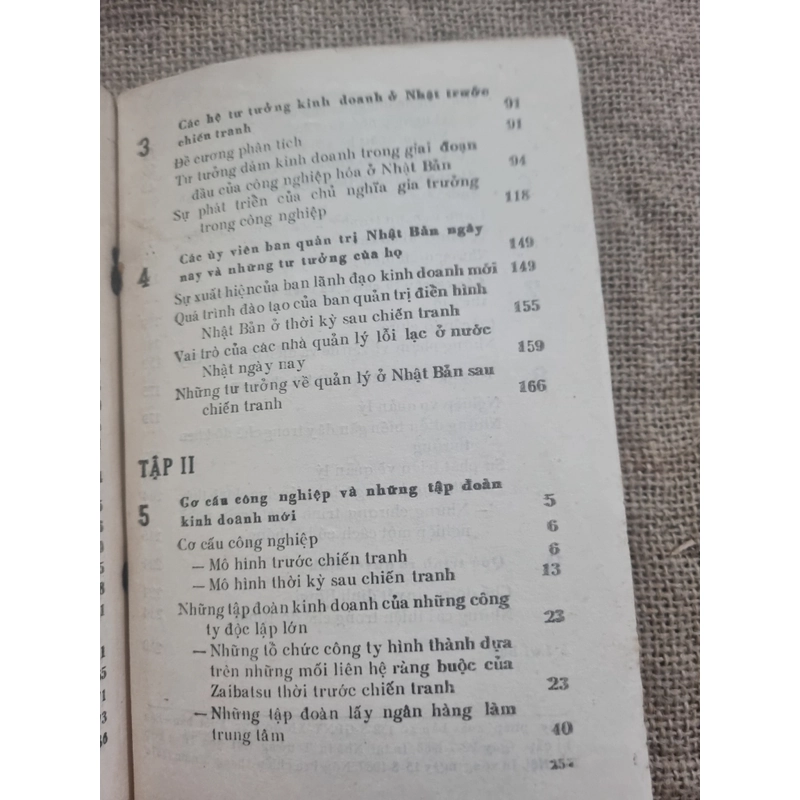 3
Các hệ tư tưởng kinh doanh ở Nhật trước
chiến tranh 91
Đề cương phân tích 91
Tư tưởng dám kinh doanh trong giai đoạn
đầu của công nghiệp hóa ở Nhật Bản 94
Sự phát triển của chủ nghĩa gia trưởng
trong công nghiệp 118
4
Các ủy viên ban quản trị Nhật Bản ngày
nay và những tư tưởng của họ 149
Sự xuất hiện của ban lãnh đạo kinh doanh mới 149
Quá trình đào tạo của ban quản trị điển hình
Nhật Bản ở thời kỳ sau chiến tranh 155
Vai trò của các nhà quản lý lỗi lạc ở nước
Nhật ngày nay 159
Những tư tưởng về quản lý ở Nhật Bản sau
chiến tranh 166
TẬP II
5
Cơ cấu công nghiệp và những tập đoàn
kinh doanh mới 5
Cơ cấu công nghiệp 6
— Mô hình trước chiến tranh 6
— Mô hình thời kỳ sau chiến tranh 13
Những tập đoàn kinh doanh của những công
ty độc lập lớn 23
— Những tổ chức công ty hình thành dựa
trên những mối liên hệ ràng buộc của
Zaibatsu thời trước chiến tranh 23
— Những tập đoàn lấy ngân hàng làm
trung tâm 40